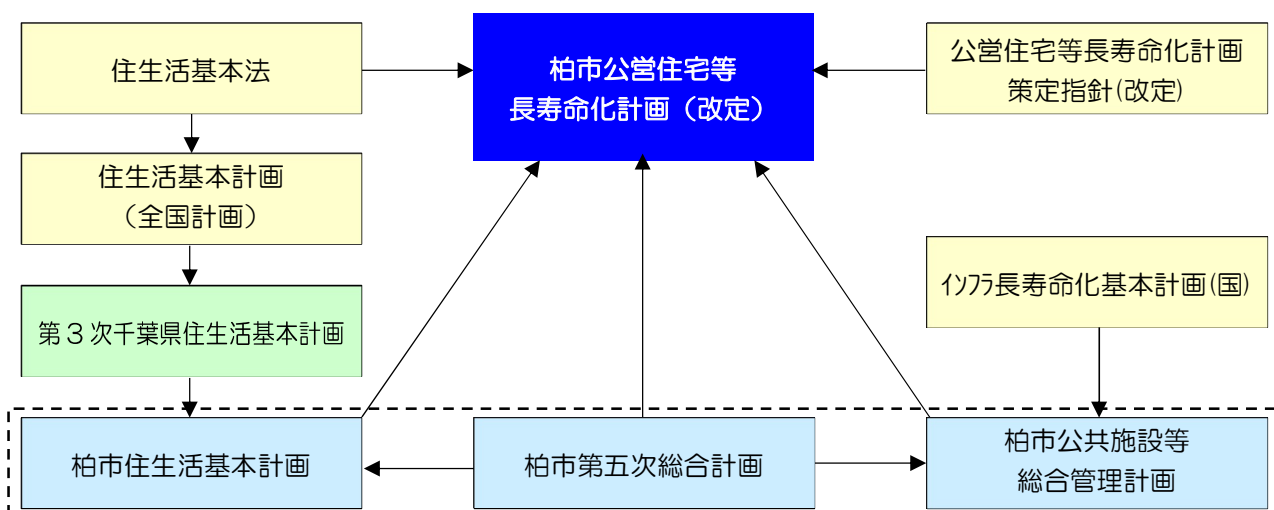 住生活基本法
柏市公営住宅等
長寿命化計画（改定）
公営住宅等長寿命化計画
策定指針(改定)
住生活基本計画
（全国計画）
ｲﾝﾌﾗ長寿命化基本計画(国)
第３次千葉県住生活基本計画
柏市住生活基本計画
柏市第五次総合計画
柏市公共施設等
総合管理計画